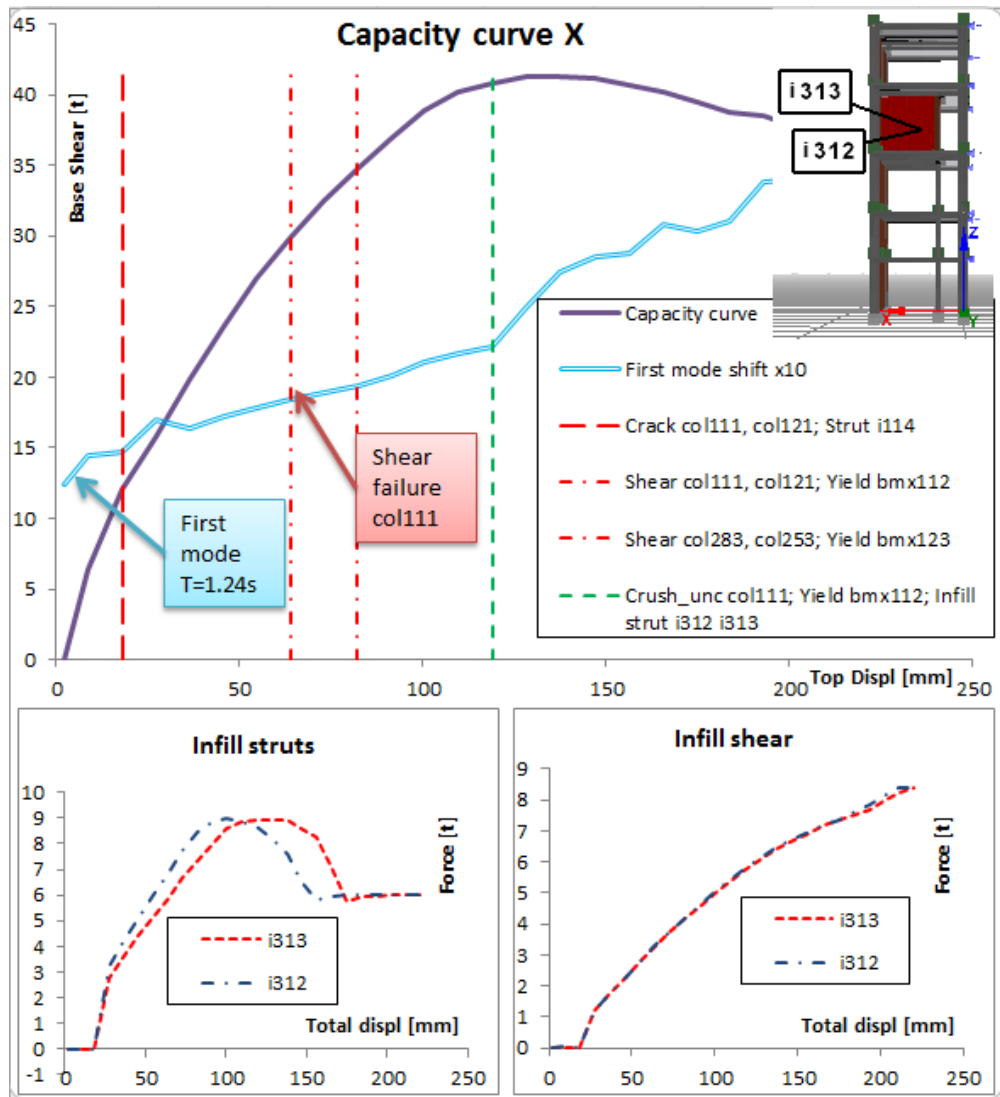 Capacity curve X
Base Shear [t]
45
40
35
30
25
20
15
10
5
0
0
50
100
150
200
250
Top Displ [mm]
i313
i312
Z
X
Y
First
mode
T=1.24s
Shear
failure
col111
Capacity curve
First mode shift x10
Crack col111, col121; Strut i114
Shear col111, col121; Yield bmx112
Shear col283, col253; Yield bmx123
Crush_unc col111; Yield bmx112; Infill
strut i312 i313
Infill struts
10
9
8
7
6
5
4
3
2
1
0
-1
0
50
100
150
200
250
Force [t]
i313
i312
Total displ [mm]
Infill shear
9
8
7
6
5
4
3
2
1
0
0
50
100
150
200
250
Force [t]
i313
i312
Total displ [mm]